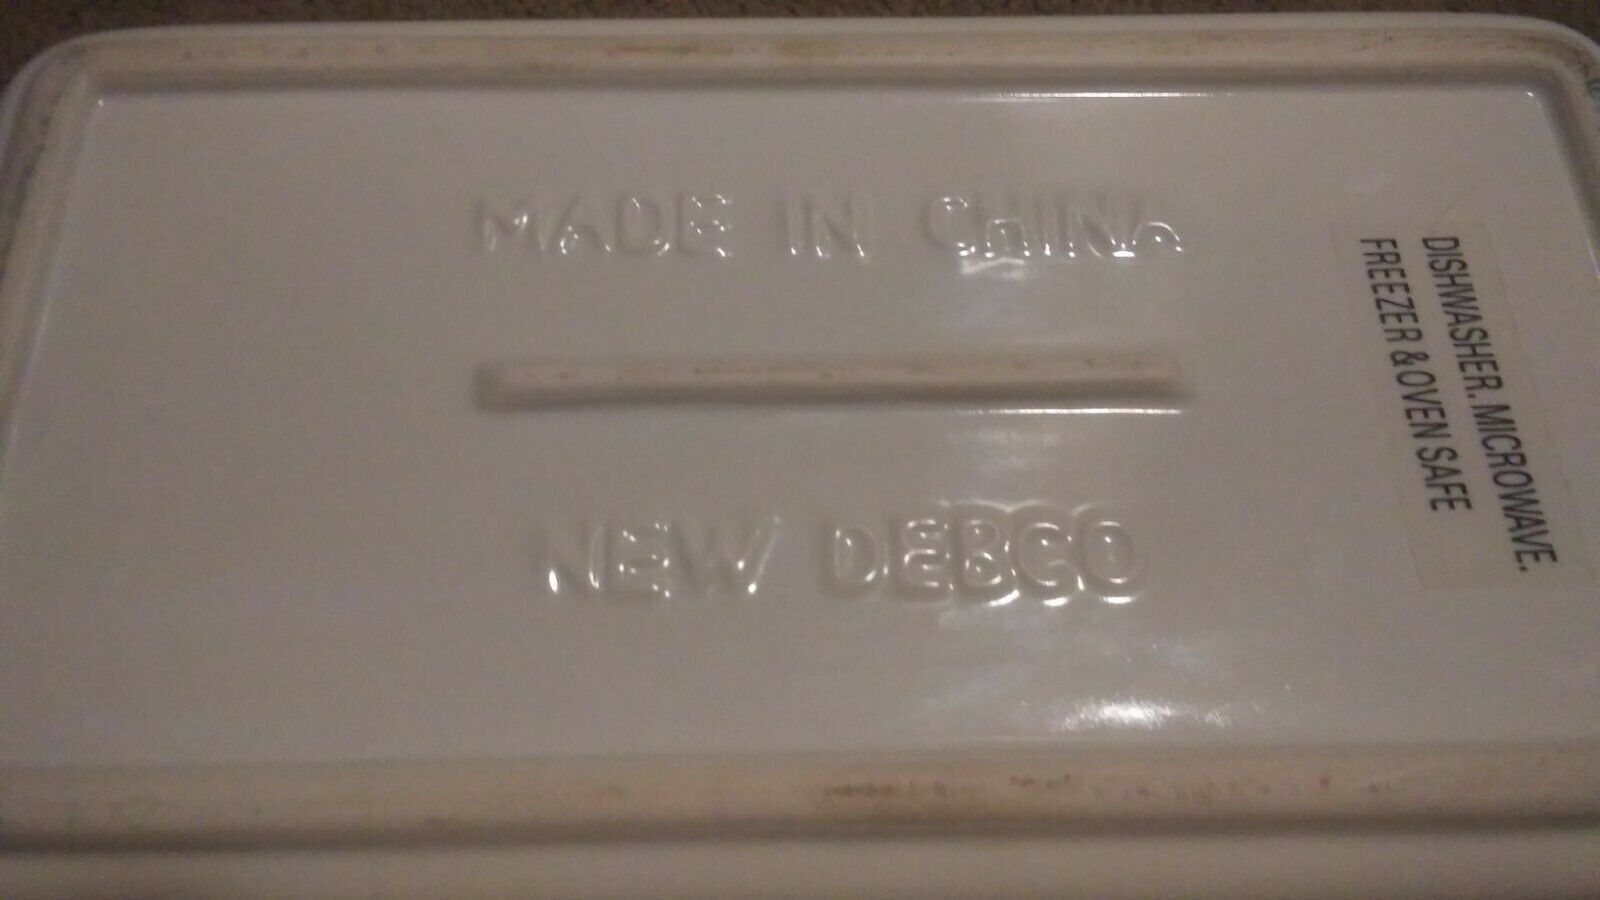 MADE IN CHINA
NEW DEBCO
DISHWASHER. MICROWAVE.
FREEZER & OVEN SAFE